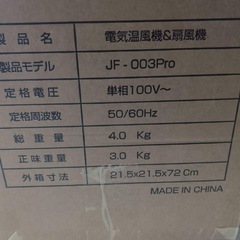 製品名 電気温風機&扇風機
製品モデル JF-003Pro
定格電圧 単相100V～
定格周波数 50/60Hz
総重量 4.0 Kg
正味重量 3.0 Kg
外箱寸法 21.5x21.5x72 Cm
MADE IN CHINA